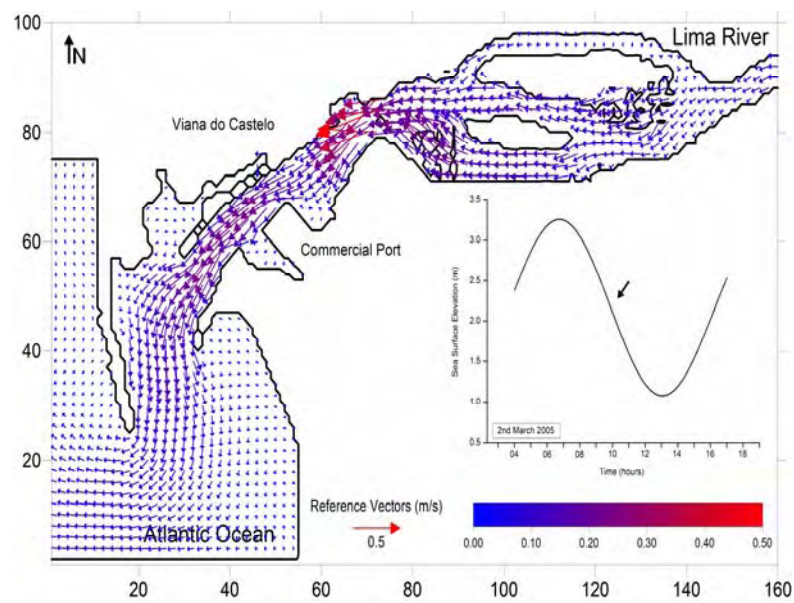 100
80
60
40
20
N
Lima River
Viana do Castelo
Commercial Port
Atlantic Ocean
Sea Surface Elevation (m)
3.5
3.0
2.5
2.0
1.5
1.0
0.5
2nd March 2005
04 06 08 10 12 14 16 18
Time (hours)
Reference Vectors (m/s)
0.5
0.00 0.10 0.20 0.30 0.40 0.50
20 40 60 80 100 120 140 160